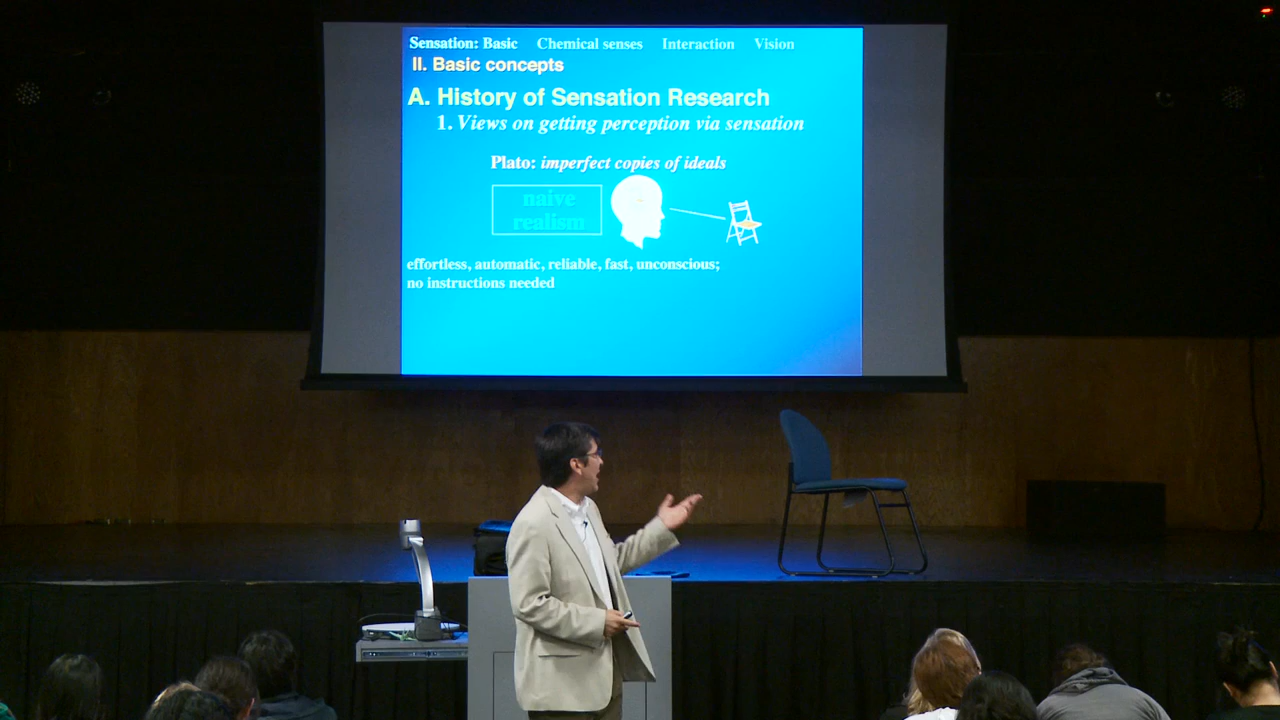 Sensation: Basic Chemical senses Interaction Vision
II. Basic concepts
A. History of Sensation Research
1. Views on getting perception via sensation
Plato: imperfect copies of ideals
naive
realism
effortless, automatic, reliable, fast, unconscious;
no instructions needed